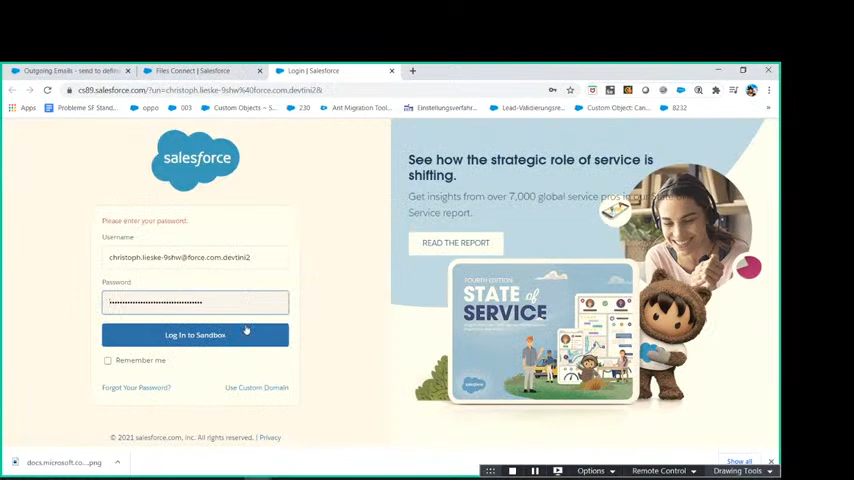 Outgoing Emails - send to defin
Files Connect | Salesforce
Login | Salesforce
cs89.salesforce.com/?un=christoph.lieske-9shw%40force.com.devtini2&
Apps
Probleme SF Stand...
oppo
003
Custom Objects – S...
230
Ant Migration Tool...
Einstellungsverfahr...
Lead-Validierungsre...
Custom Object: Can...
8232
»
salesforce
Please enter your password.
Username
christoph.lieske-9shw@force.com.devtini2
Password
Log In to Sandbox
Remember me
Forgot Your Password?
Use Custom Domain
© 2021 salesforce.com, inc. All rights reserved. | Privacy
See how the strategic role of service is
shifting.
Get insights from over 7,000 global service pros in our State of
Service report.
READ THE REPORT
FOURTH EDITION
STATE of
SERVICE
salesforce
docs.microsoft.co....png
Show all
Options
Remote Control
Drawing Tools